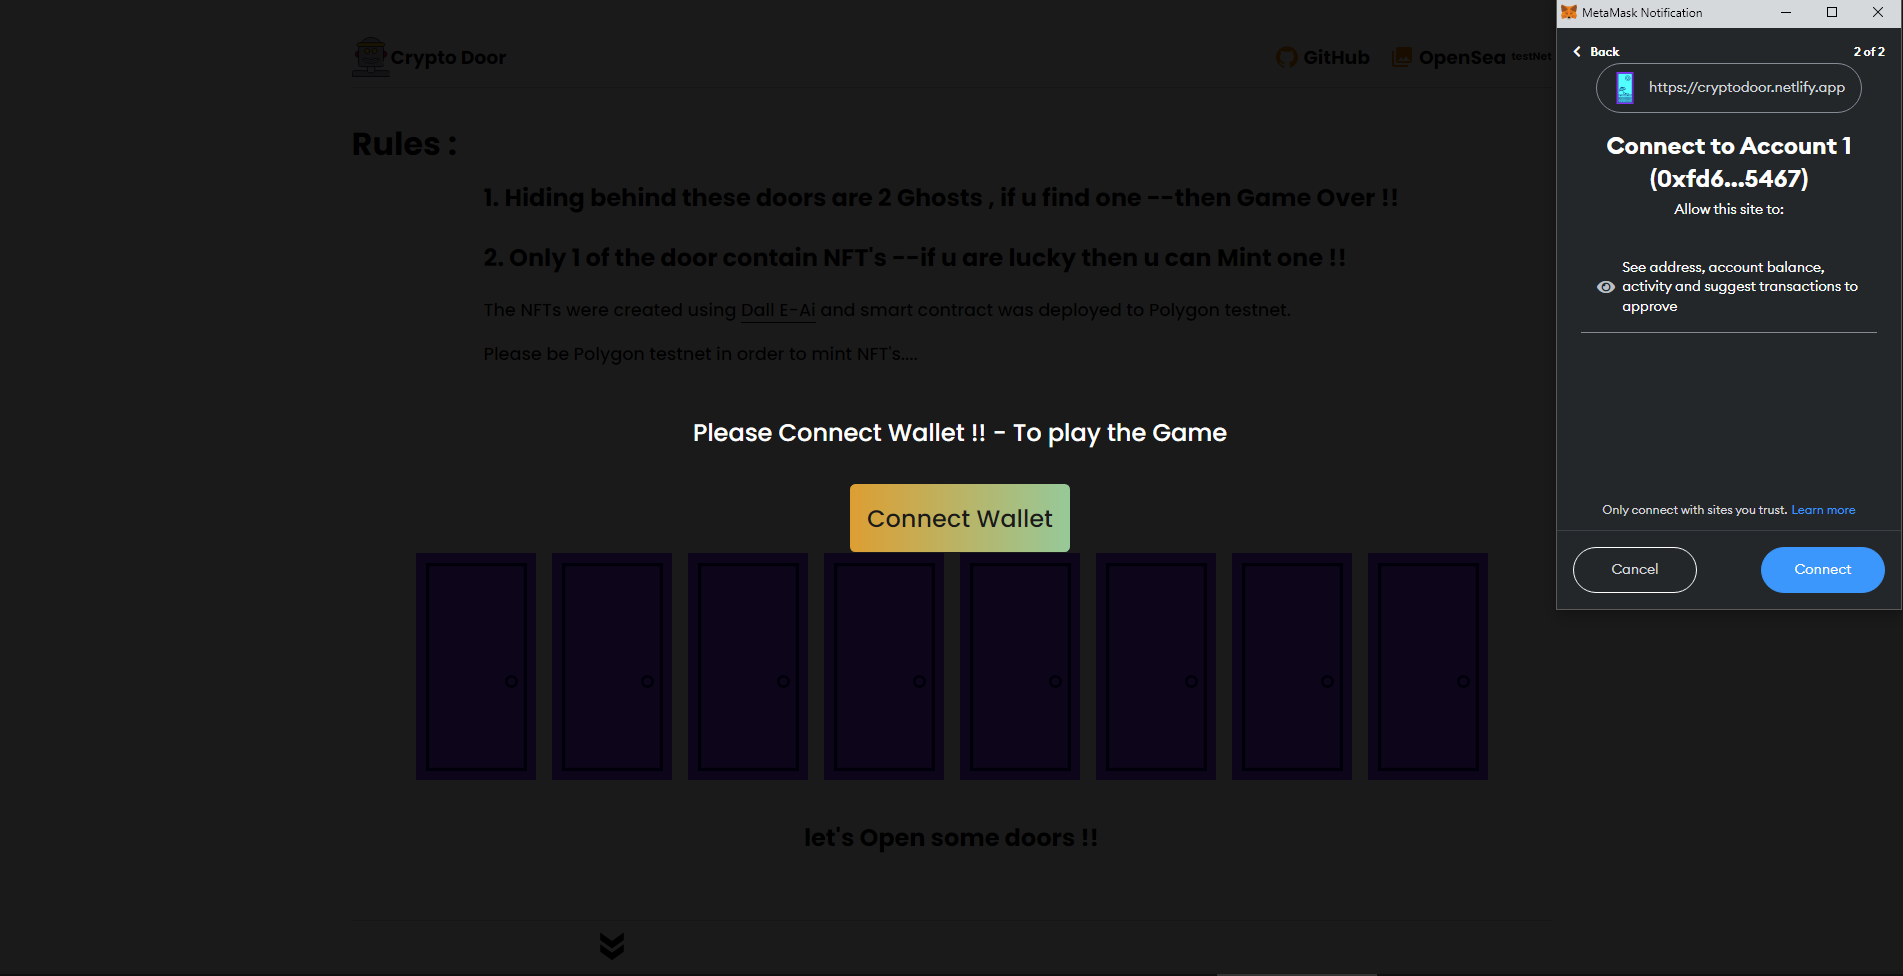 Crypto Door
GitHub
OpenSea testNet
Rules :
1. Hiding behind these doors are 2 Ghosts , if u find one --then Game Over !!
2. Only 1 of the door contain NFT's --if u are lucky then u can Mint one !!
The NFTs were created using Dall E-Ai and smart contract was deployed to Polygon testnet.
Please be Polygon testnet in order to mint NFT's....
Please Connect Wallet !! - To play the Game
Connect Wallet
let's Open some doors !!
MetaMask Notification
Back
2 of 2
https://cryptodoor.netlify.app
Connect to Account 1
(0xfd6...5467)
Allow this site to:
See address, account balance,
activity and suggest transactions to
approve
Only connect with sites you trust. Learn more
Cancel
Connect